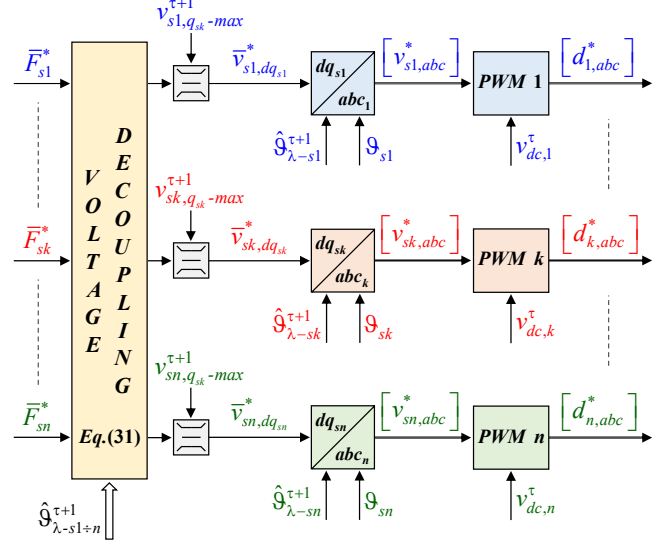 v^{τ+1}_{s1,q_{sk}-max}
F̅^*_{s1}
v̅^*_{s1,dq_{s1}}
dq_{s1}
abc_1
[v^*_{s1,abc}]
PWM 1
[d^*_{1,abc}]
ϑ̂^{τ+1}_{λ-s1}
ϑ_{s1}
v^τ_{dc,1}
VOLTAGE
DECOUPLING
v^{τ+1}_{sk,q_{sk}-max}
F̅^*_{sk}
v̅^*_{sk,dq_{sk}}
dq_{sk}
abc_k
[v^*_{sk,abc}]
PWM k
[d^*_{k,abc}]
ϑ̂^{τ+1}_{λ-sk}
ϑ_{sk}
v^τ_{dc,k}
v^{τ+1}_{sn,q_{sk}-max}
F̅^*_{sn}
Eq.(31)
v̅^*_{sn,dq_{sn}}
dq_{sn}
abc_n
[v^*_{sn,abc}]
PWM n
[d^*_{n,abc}]
ϑ̂^{τ+1}_{λ-sn}
ϑ_{sn}
v^τ_{dc,n}
ϑ̂^{τ+1}_{λ-s1÷n}